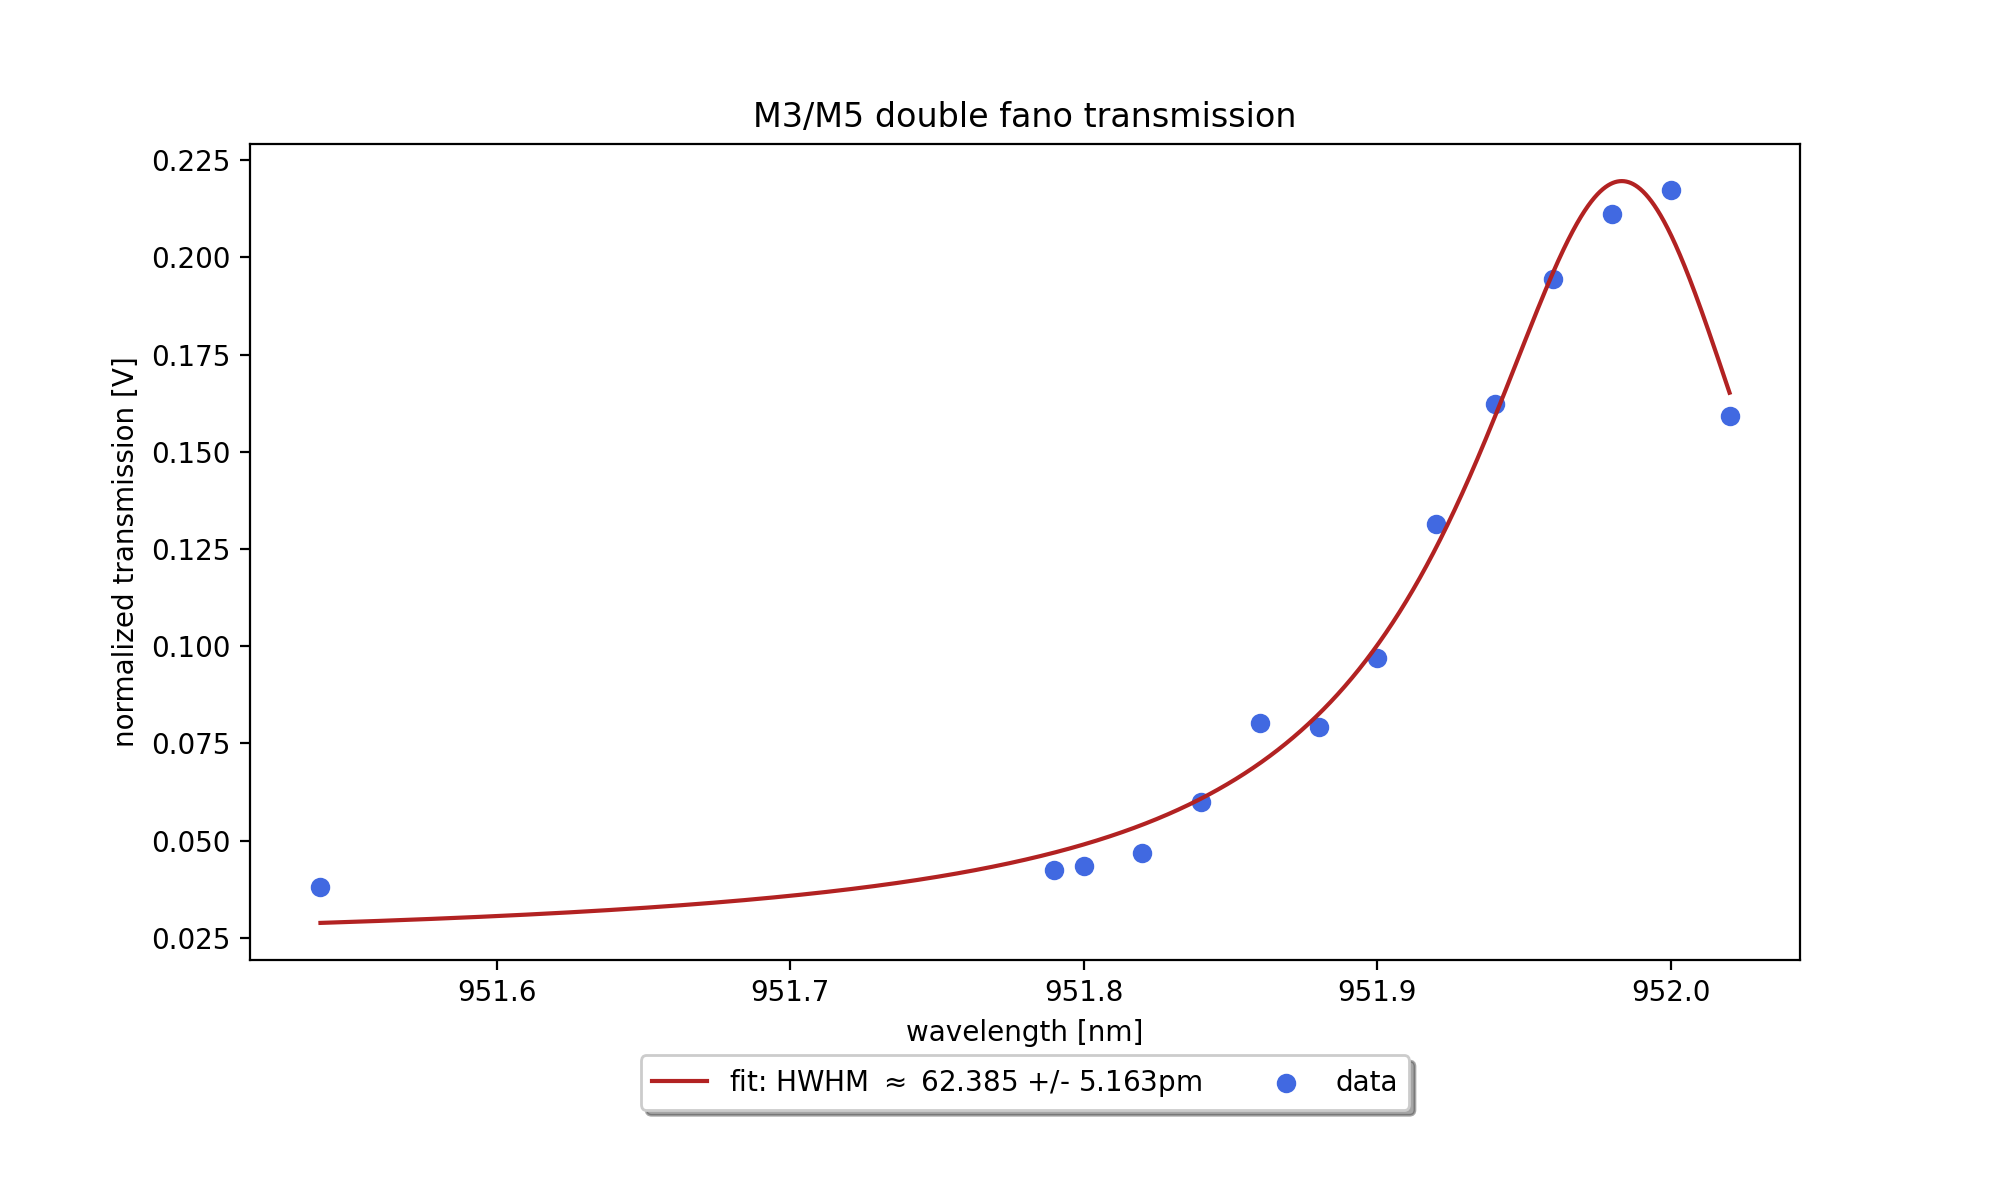 M3/M5 double fano transmission
0.225
0.200
0.175
0.150
0.125
0.100
0.075
0.050
0.025
normalized transmission [V]
951.6 951.7 951.8 951.9 952.0
wavelength [nm]
fit: HWHM ≈ 62.385 +/- 5.163pm data